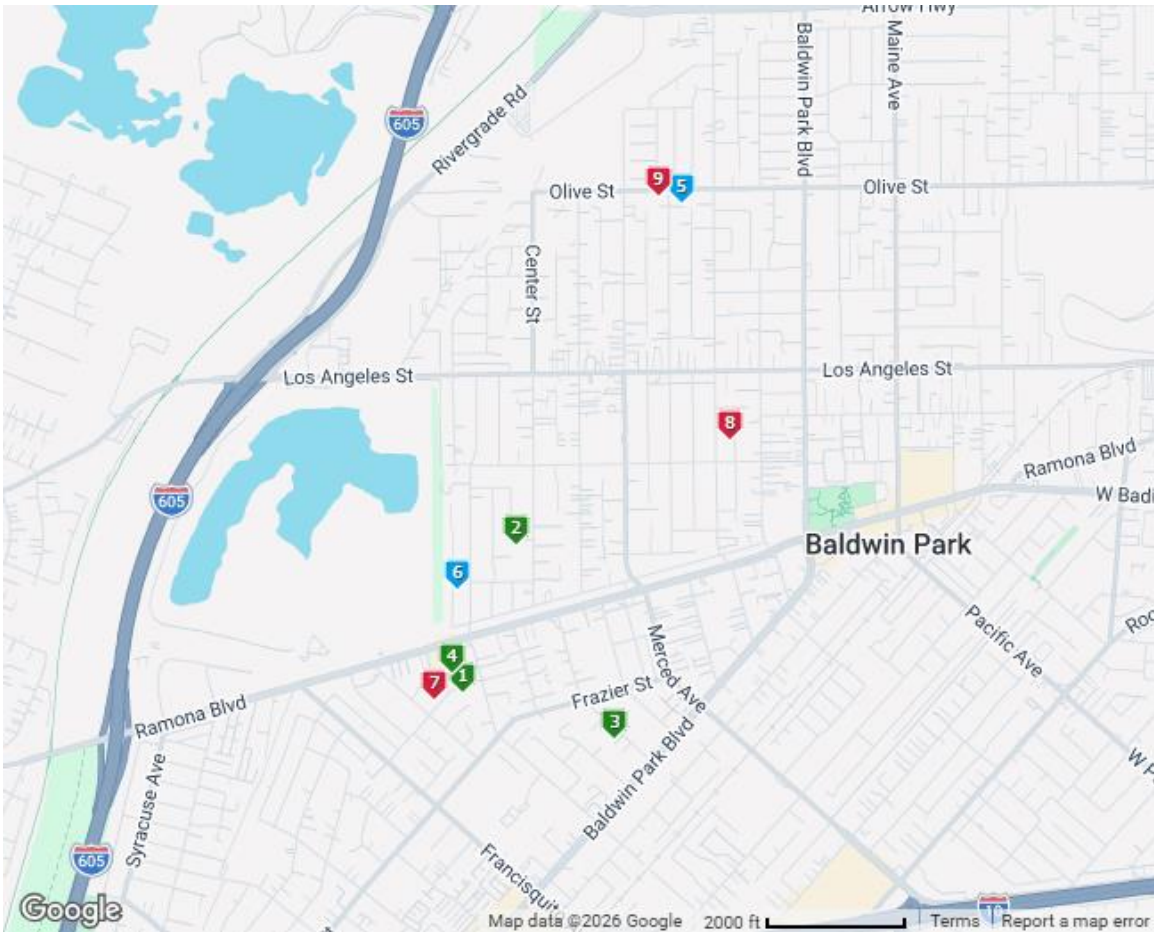 Arrow Hwy
Maine Ave
Baldwin Park Blvd
605
Rivergrade Rd
9
5
Olive St
Olive St
Center St
Los Angeles St
Los Angeles St
8
Ramona Blvd
605
W Badi
2
Baldwin Park
6
Pacific Ave
Roc
4
1
7
Merced Ave
Frazier St
3
Ramona Blvd
Baldwin Park Blvd
W P
Syracuse Ave
605
Francisquit
10
Google
Map data ©2026 Google
2000 ft
Terms
Report a map error